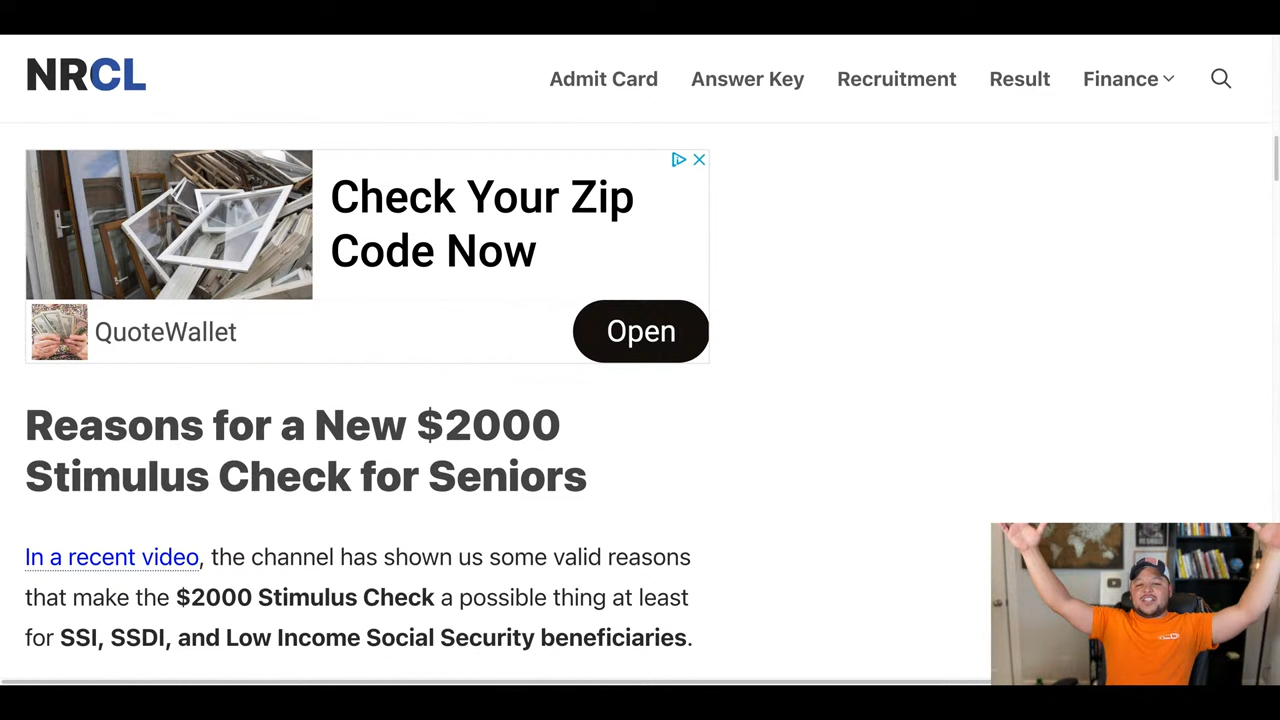 NRCL
Admit Card
Answer Key
Recruitment
Result
Finance
Check Your Zip
Code Now
QuoteWallet
Open
Reasons for a New $2000
Stimulus Check for Seniors
In a recent video, the channel has shown us some valid reasons
that make the $2000 Stimulus Check a possible thing at least
for SSI, SSDI, and Low Income Social Security beneficiaries.